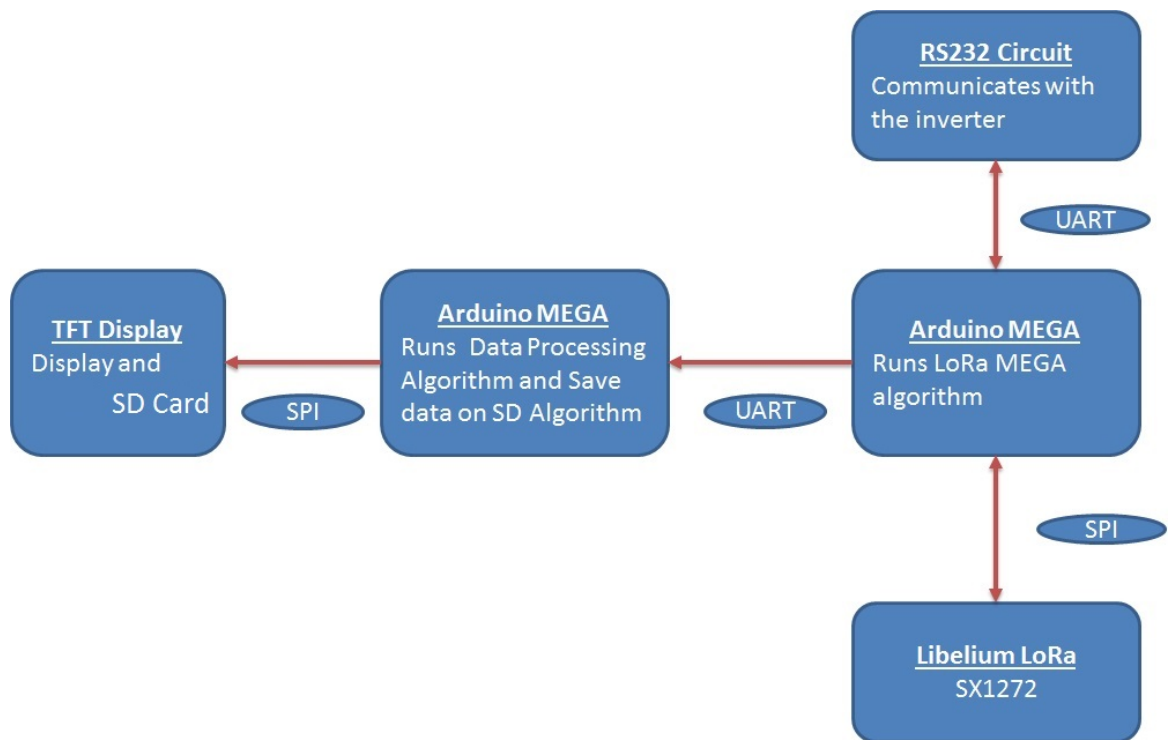 RS232 Circuit
Communicates with
the inverter
UART
TFT Display
Display and
SD Card
SPI
Arduino MEGA
Runs Data Processing
Algorithm and Save
data on SD Algorithm
UART
Arduino MEGA
Runs LoRa MEGA
algorithm
SPI
Libelium LoRa
SX1272